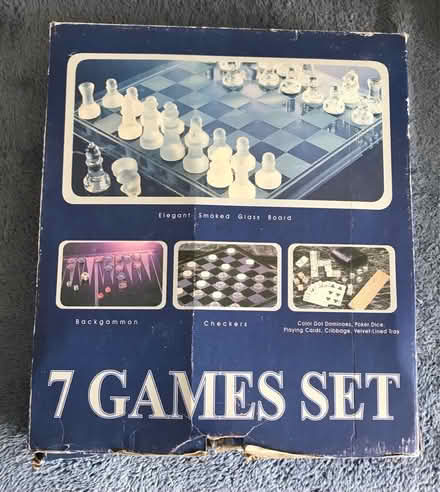 Elegant Smoked Glass Board
Backgammon
Checkers
Color Dot Dominoes, Poker Dice,
Playing Cards, Cribbage, Velvet-Lined Tray
7 GAMES SET